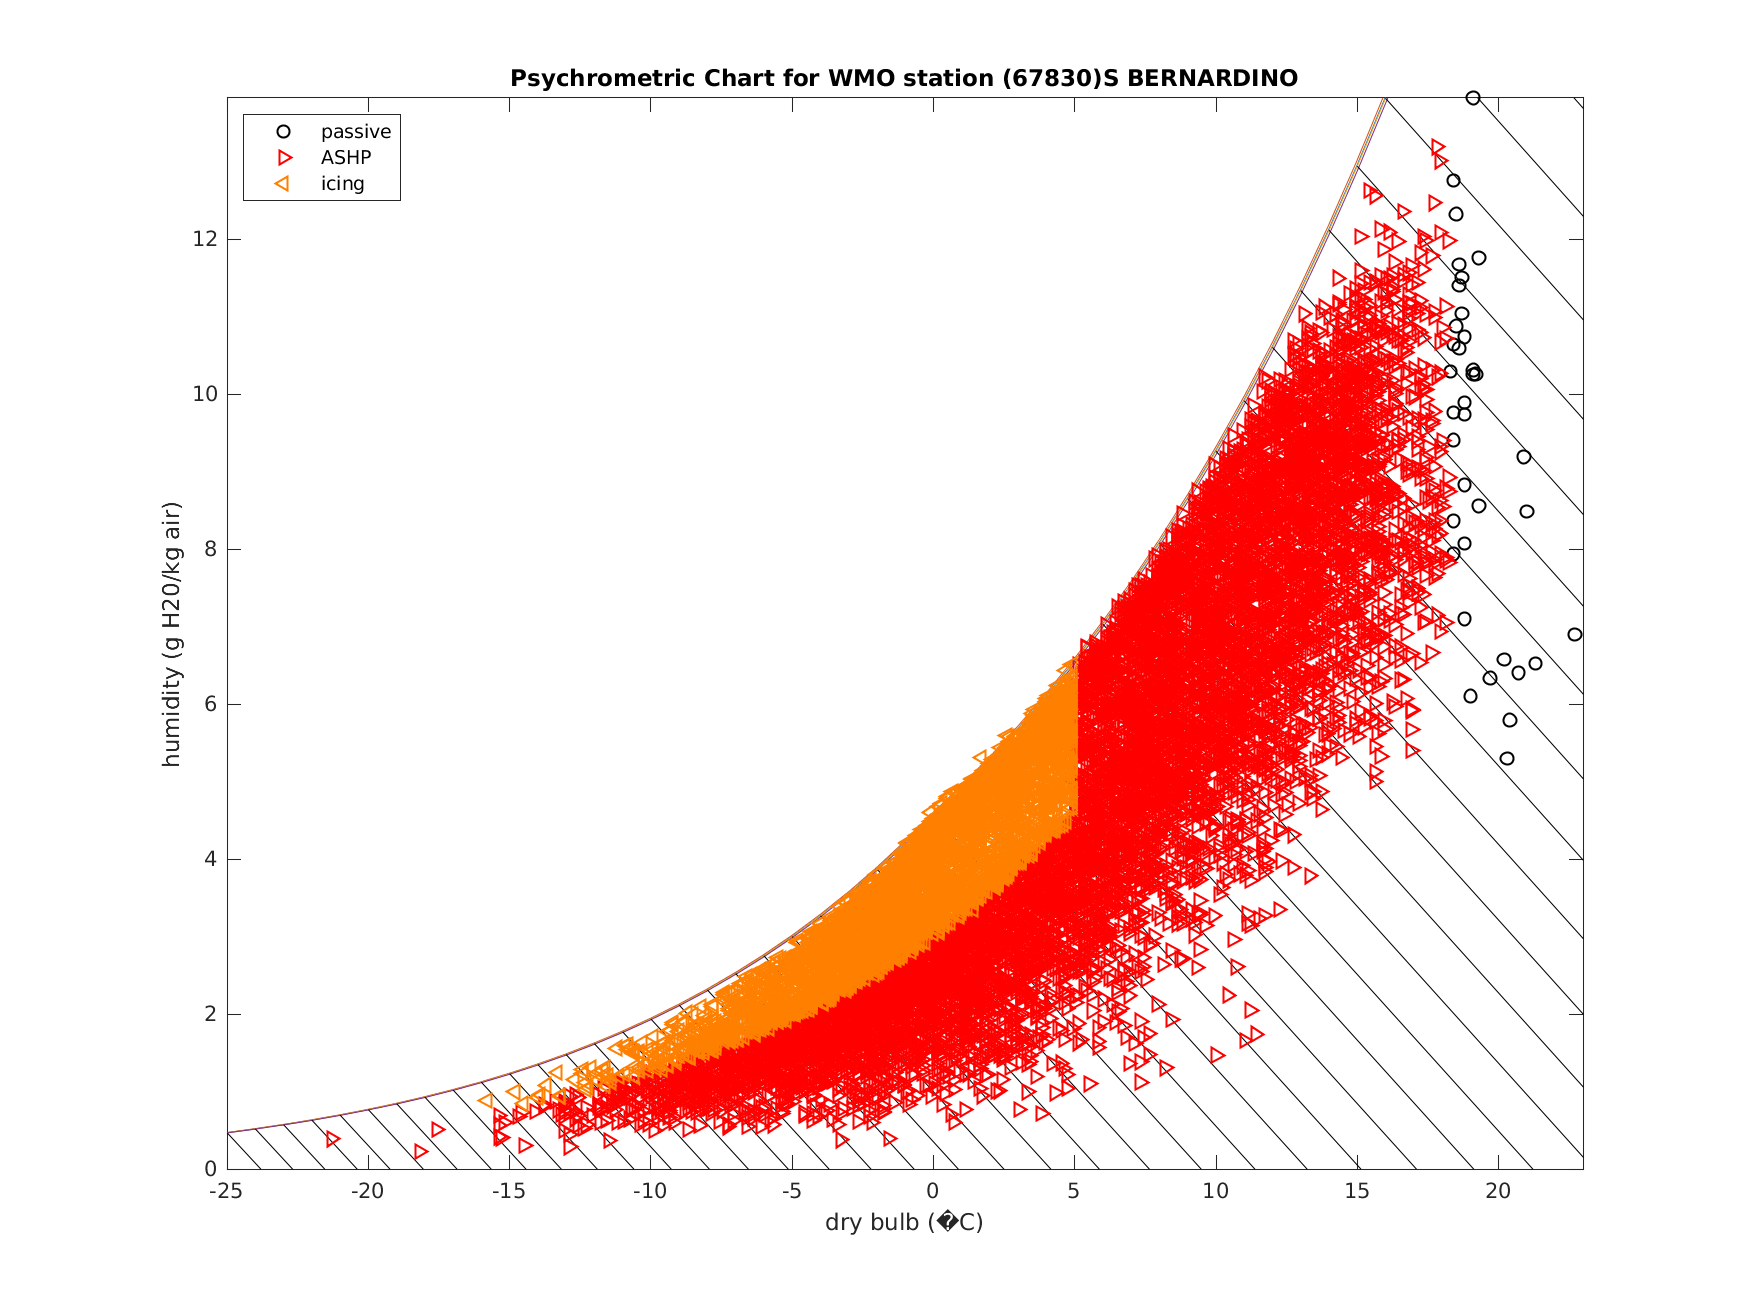 Psychrometric Chart for WMO station (67830)S BERNARDINO
passive
ASHP
icing
humidity (g H20/kg air)
12
10
8
6
4
2
0
-25 -20 -15 -10 -5 0 5 10 15 20
dry bulb (�C)